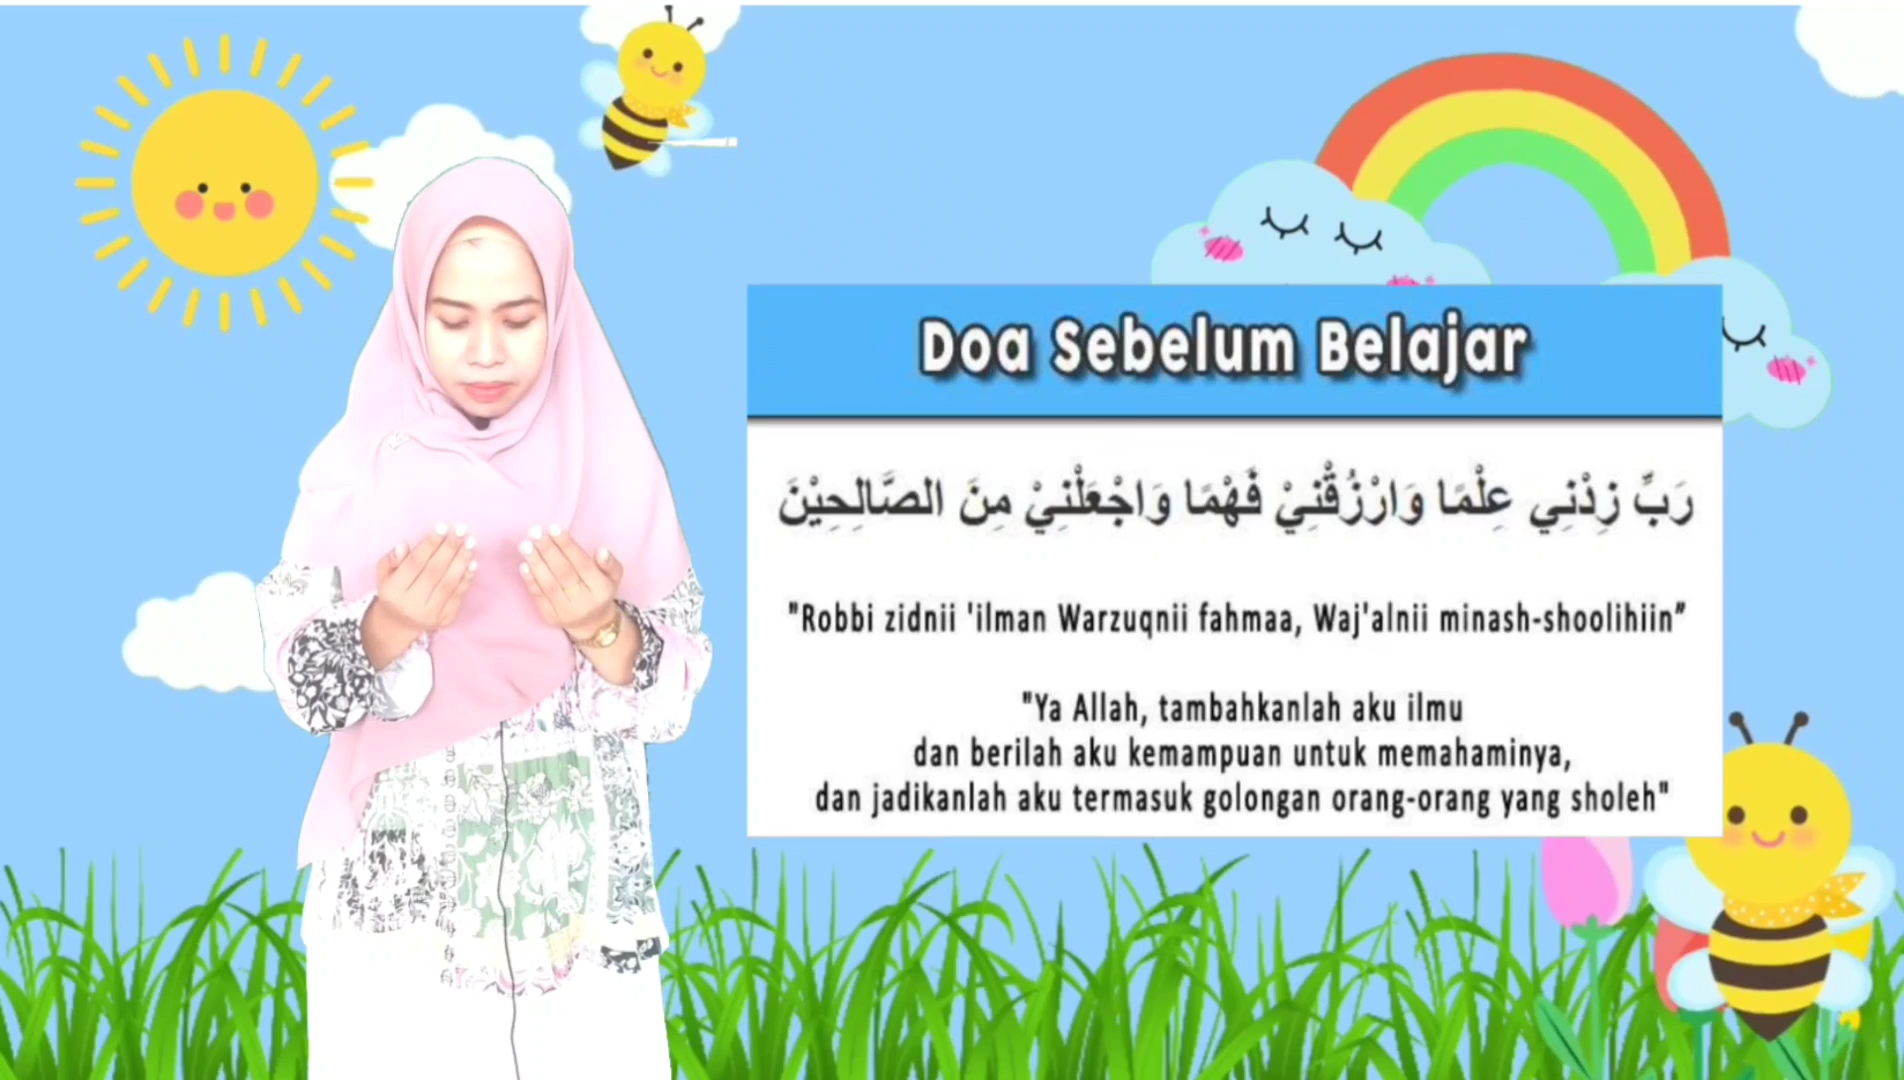 Doa Sebelum Belajar
رَبِّ زِدْنِي عِلْمًا وَارْزُقْنِيْ فَهْمًا وَاجْعَلْنِيْ مِنَ الصَّالِحِيْنَ
"Robbi zidnii 'ilman Warzuqnii fahmaa, Waj'alnii minash-shoolihiin”
"Ya Allah, tambahkanlah aku ilmu
dan berilah aku kemampuan untuk memahaminya,
dan jadikanlah aku termasuk golongan orang-orang yang sholeh"